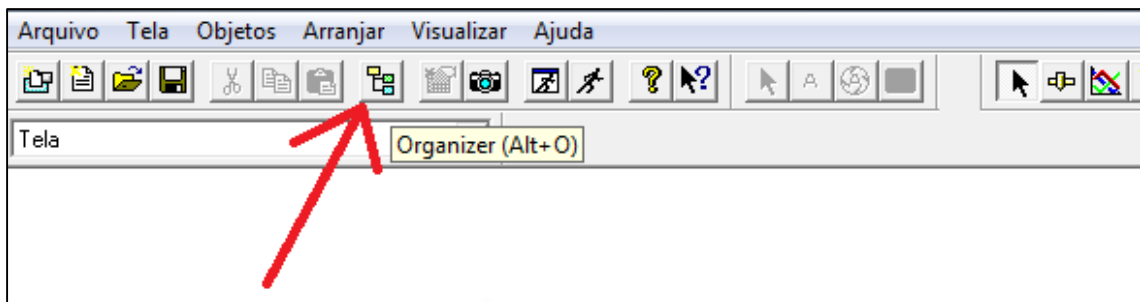 Arquivo Tela Objetos Arranjar Visualizar Ajuda
A
Tela
Organizer (Alt+O)